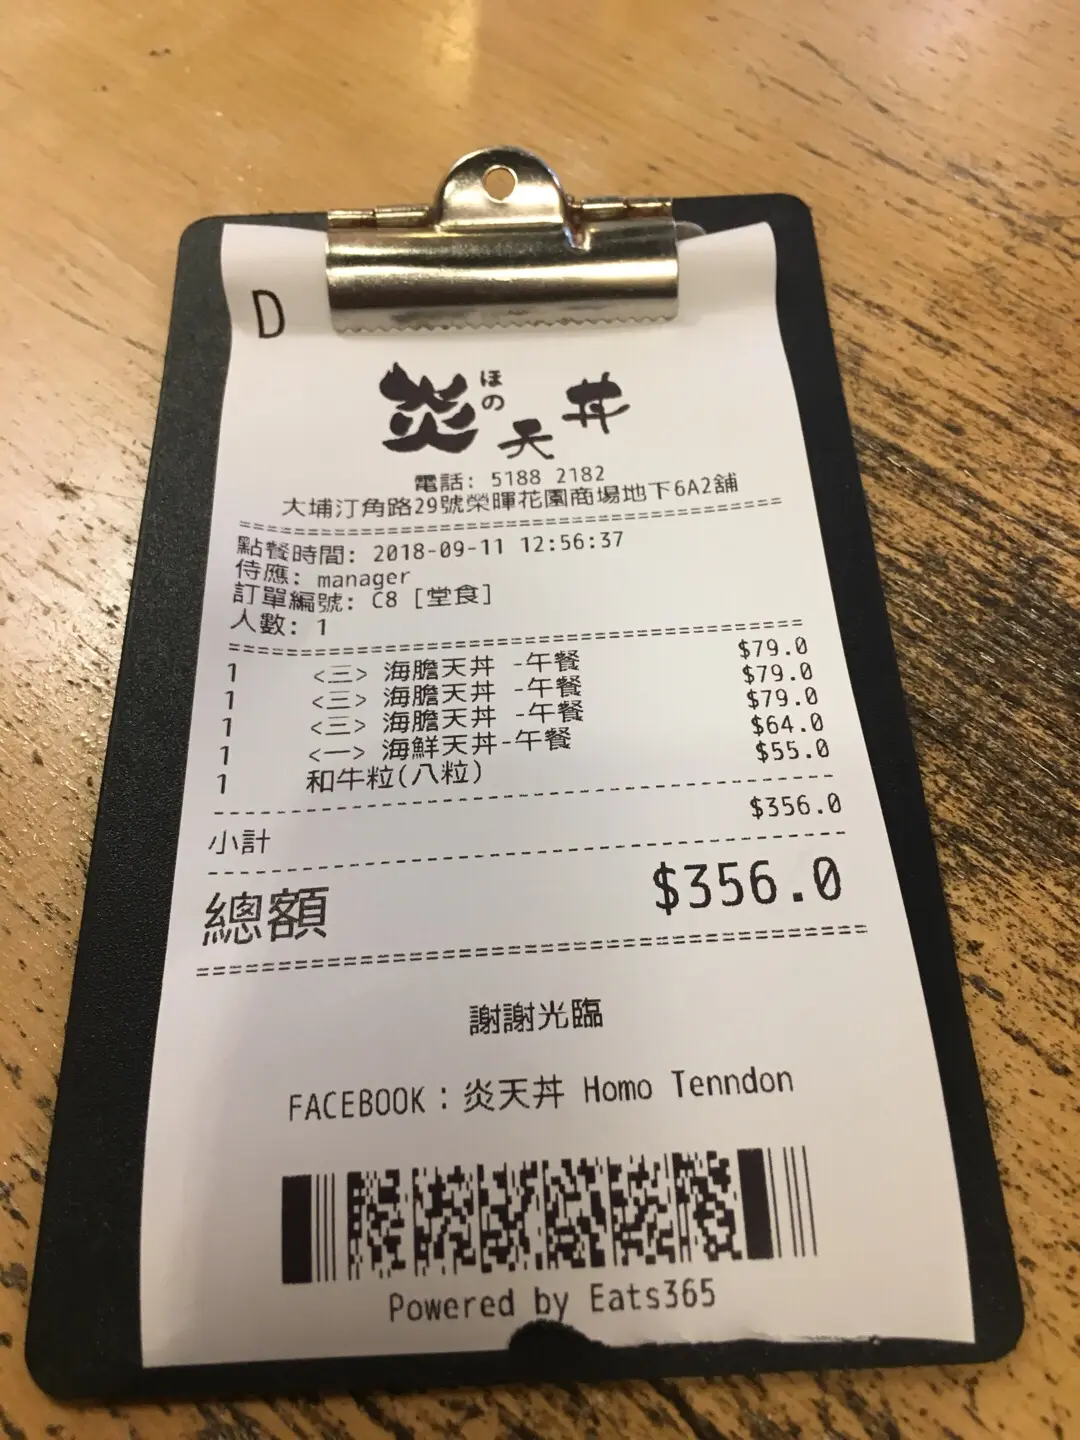 D
炎 ほの 天丼
電話: 5188 2182
大埔汀角路29號榮暉花園商場地下6A2舖
點餐時間: 2018-09-11 12:56:37
侍應: manager
訂單編號: C8 [堂食]
人數: 1
1 <三> 海膽天丼 -午餐 $79.0
1 <三> 海膽天丼 -午餐 $79.0
1 <三> 海膽天丼 -午餐 $79.0
1 <一> 海鮮天丼-午餐 $64.0
1 和牛粒(八粒) $55.0
小計 $356.0
總額 $356.0
謝謝光臨
FACEBOOK：炎天丼 Homo Tenndon
Powered by Eats365